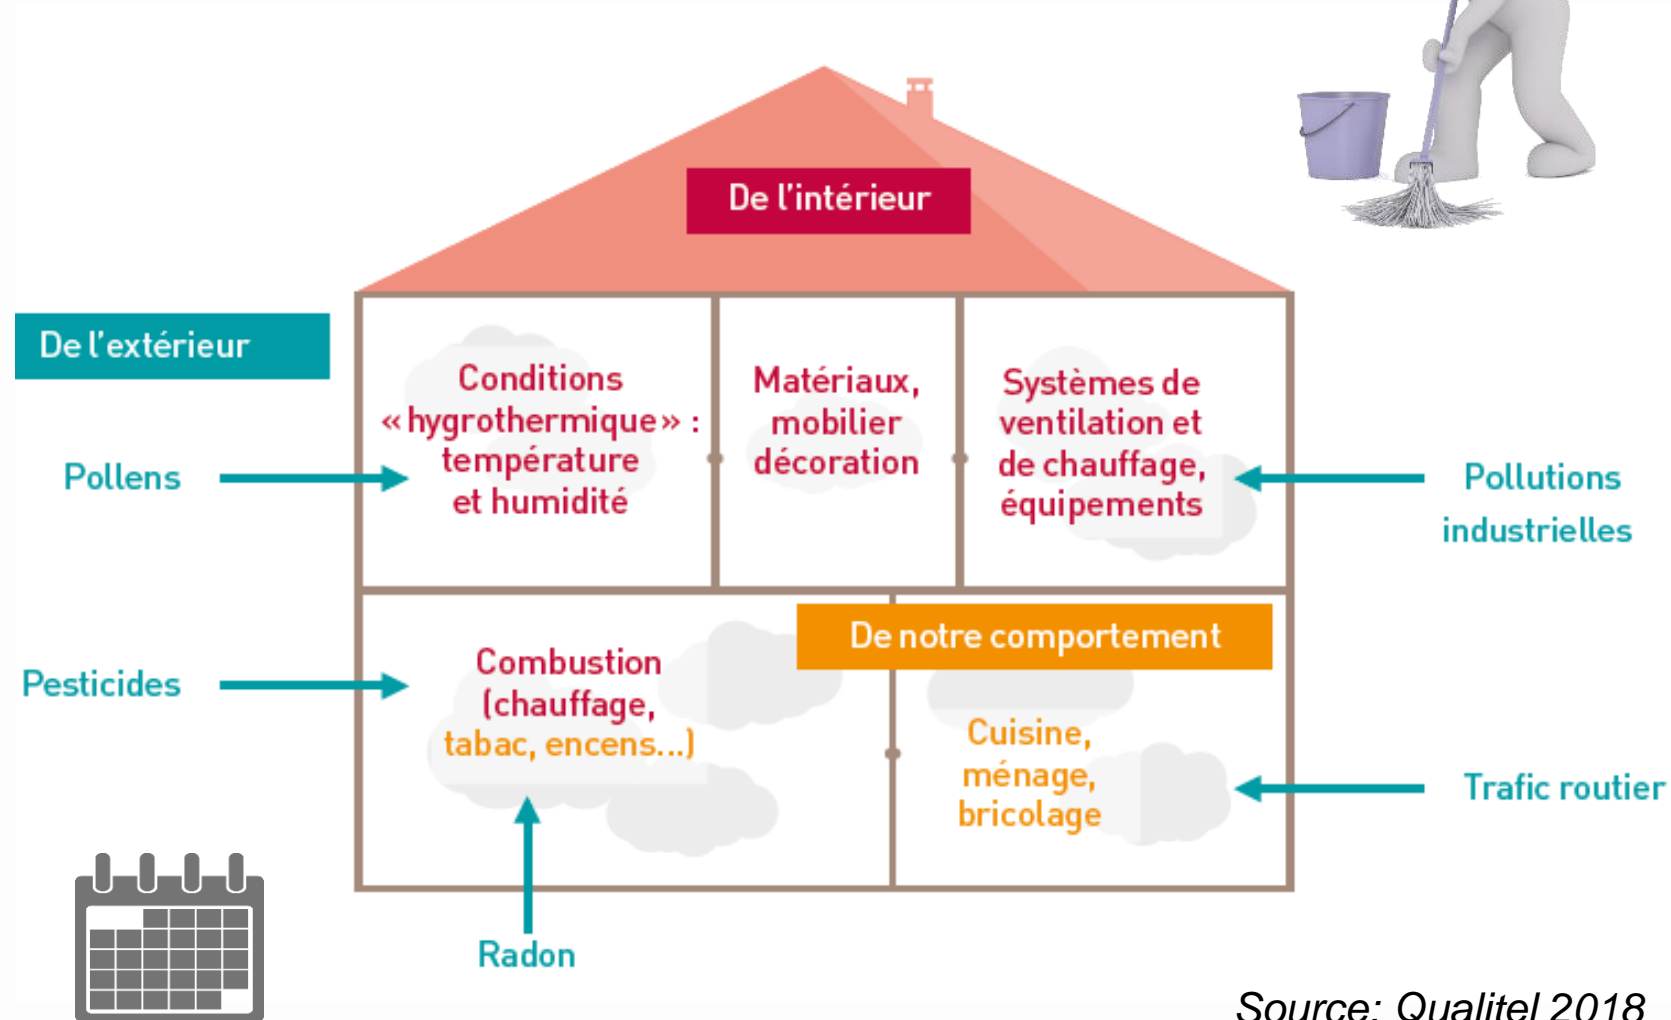 De l'intérieur
De l'extérieur
Conditions
« hygrothermique » :
température
et humidité
Matériaux,
mobilier
décoration
Systèmes de
ventilation et
de chauffage,
équipements
Pollens
Pollutions
industrielles
De notre comportement
Combustion
(chauffage,
tabac, encens...)
Pesticides
Cuisine,
ménage,
bricolage
Trafic routier
Radon
Source: Qualitel 2018